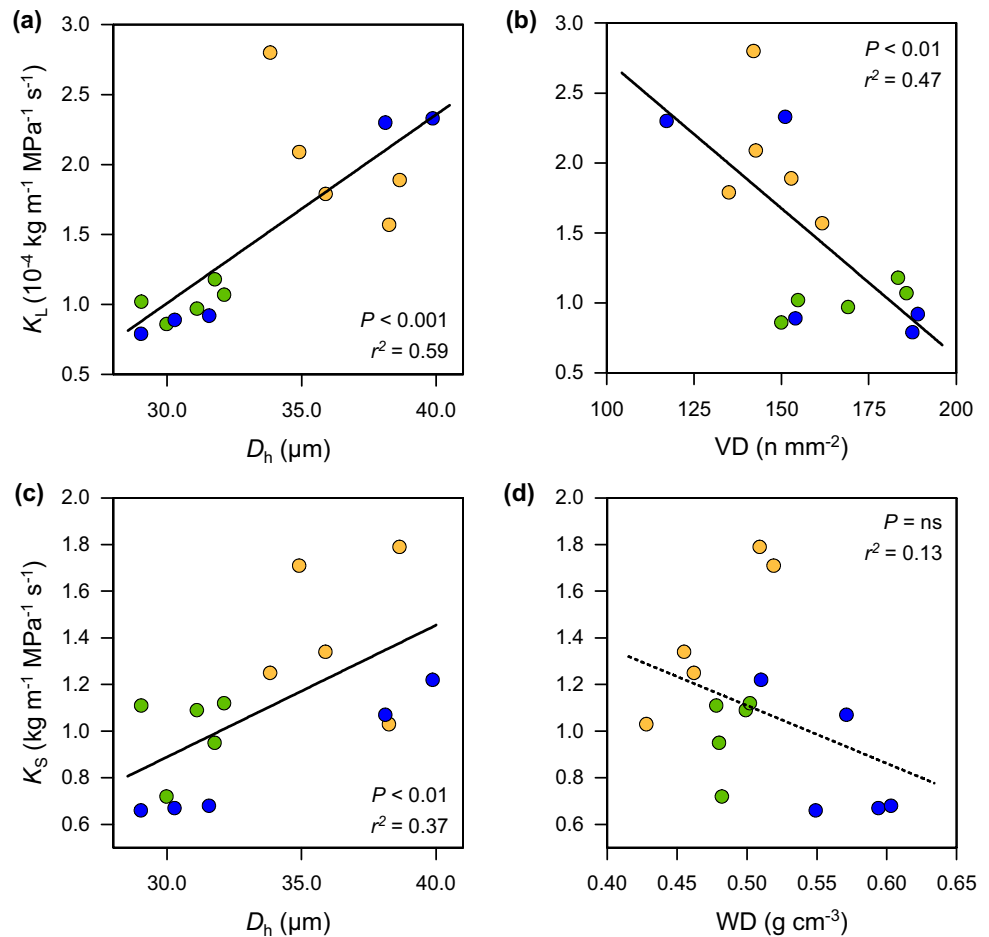 (a)
3.0
2.5
2.0
1.5
1.0
0.5
K_L (10⁻⁴ kg m⁻¹ MPa⁻¹ s⁻¹)
P < 0.001
r² = 0.59
30.0 35.0 40.0
D_h (µm)
(b)
3.0
2.5
2.0
1.5
1.0
0.5
P < 0.01
r² = 0.47
100 125 150 175 200
VD (n mm⁻²)
(c)
2.0
1.8
1.6
1.4
1.2
1.0
0.8
0.6
K_S (kg m⁻¹ MPa⁻¹ s⁻¹)
P < 0.01
r² = 0.37
30.0 35.0 40.0
D_h (µm)
(d)
2.0
1.8
1.6
1.4
1.2
1.0
0.8
0.6
P = ns
r² = 0.13
0.40 0.45 0.50 0.55 0.60 0.65
WD (g cm⁻³)